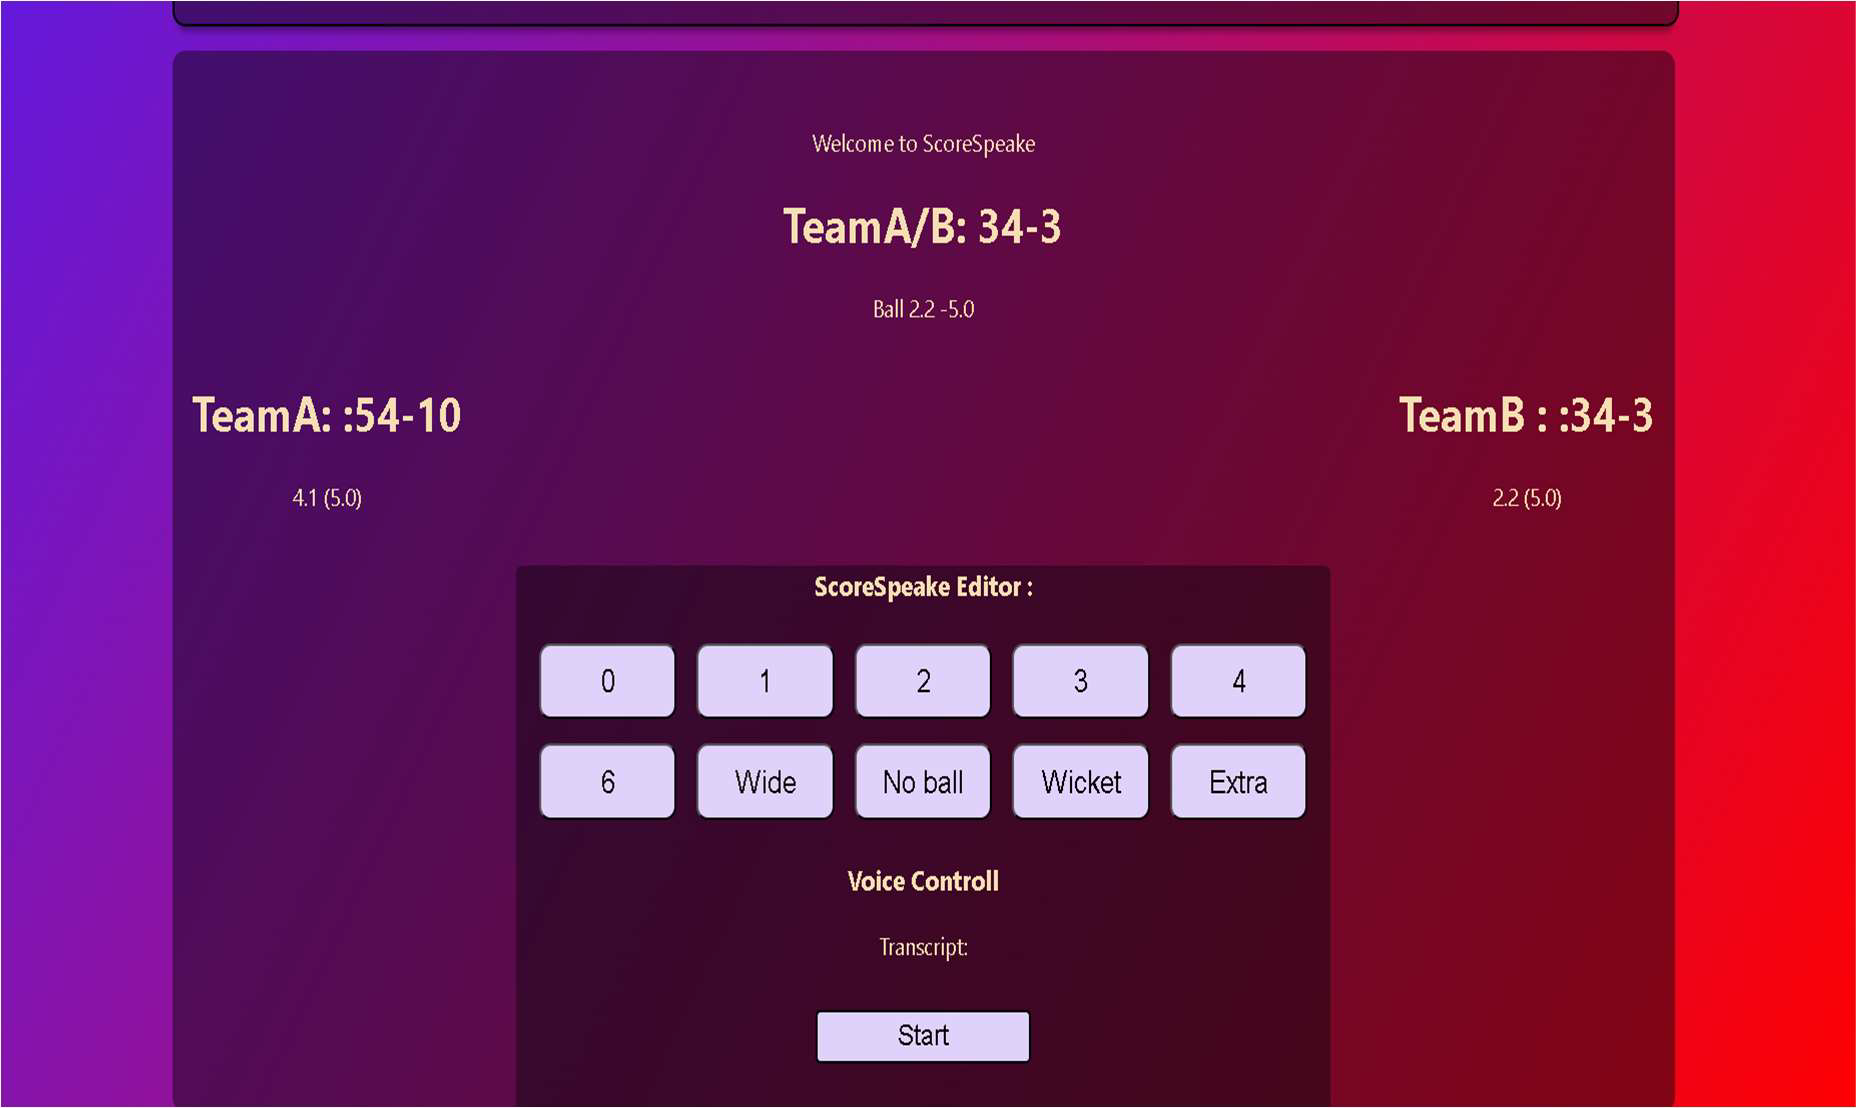 Welcome to ScoreSpeake
TeamA/B: 34-3
Ball 2.2 -5.0
TeamA: :54-10
4.1 (5.0)
TeamB : :34-3
2.2 (5.0)
ScoreSpeake Editor :
0 1 2 3 4
6 Wide No ball Wicket Extra
Voice Controll
Transcript:
Start